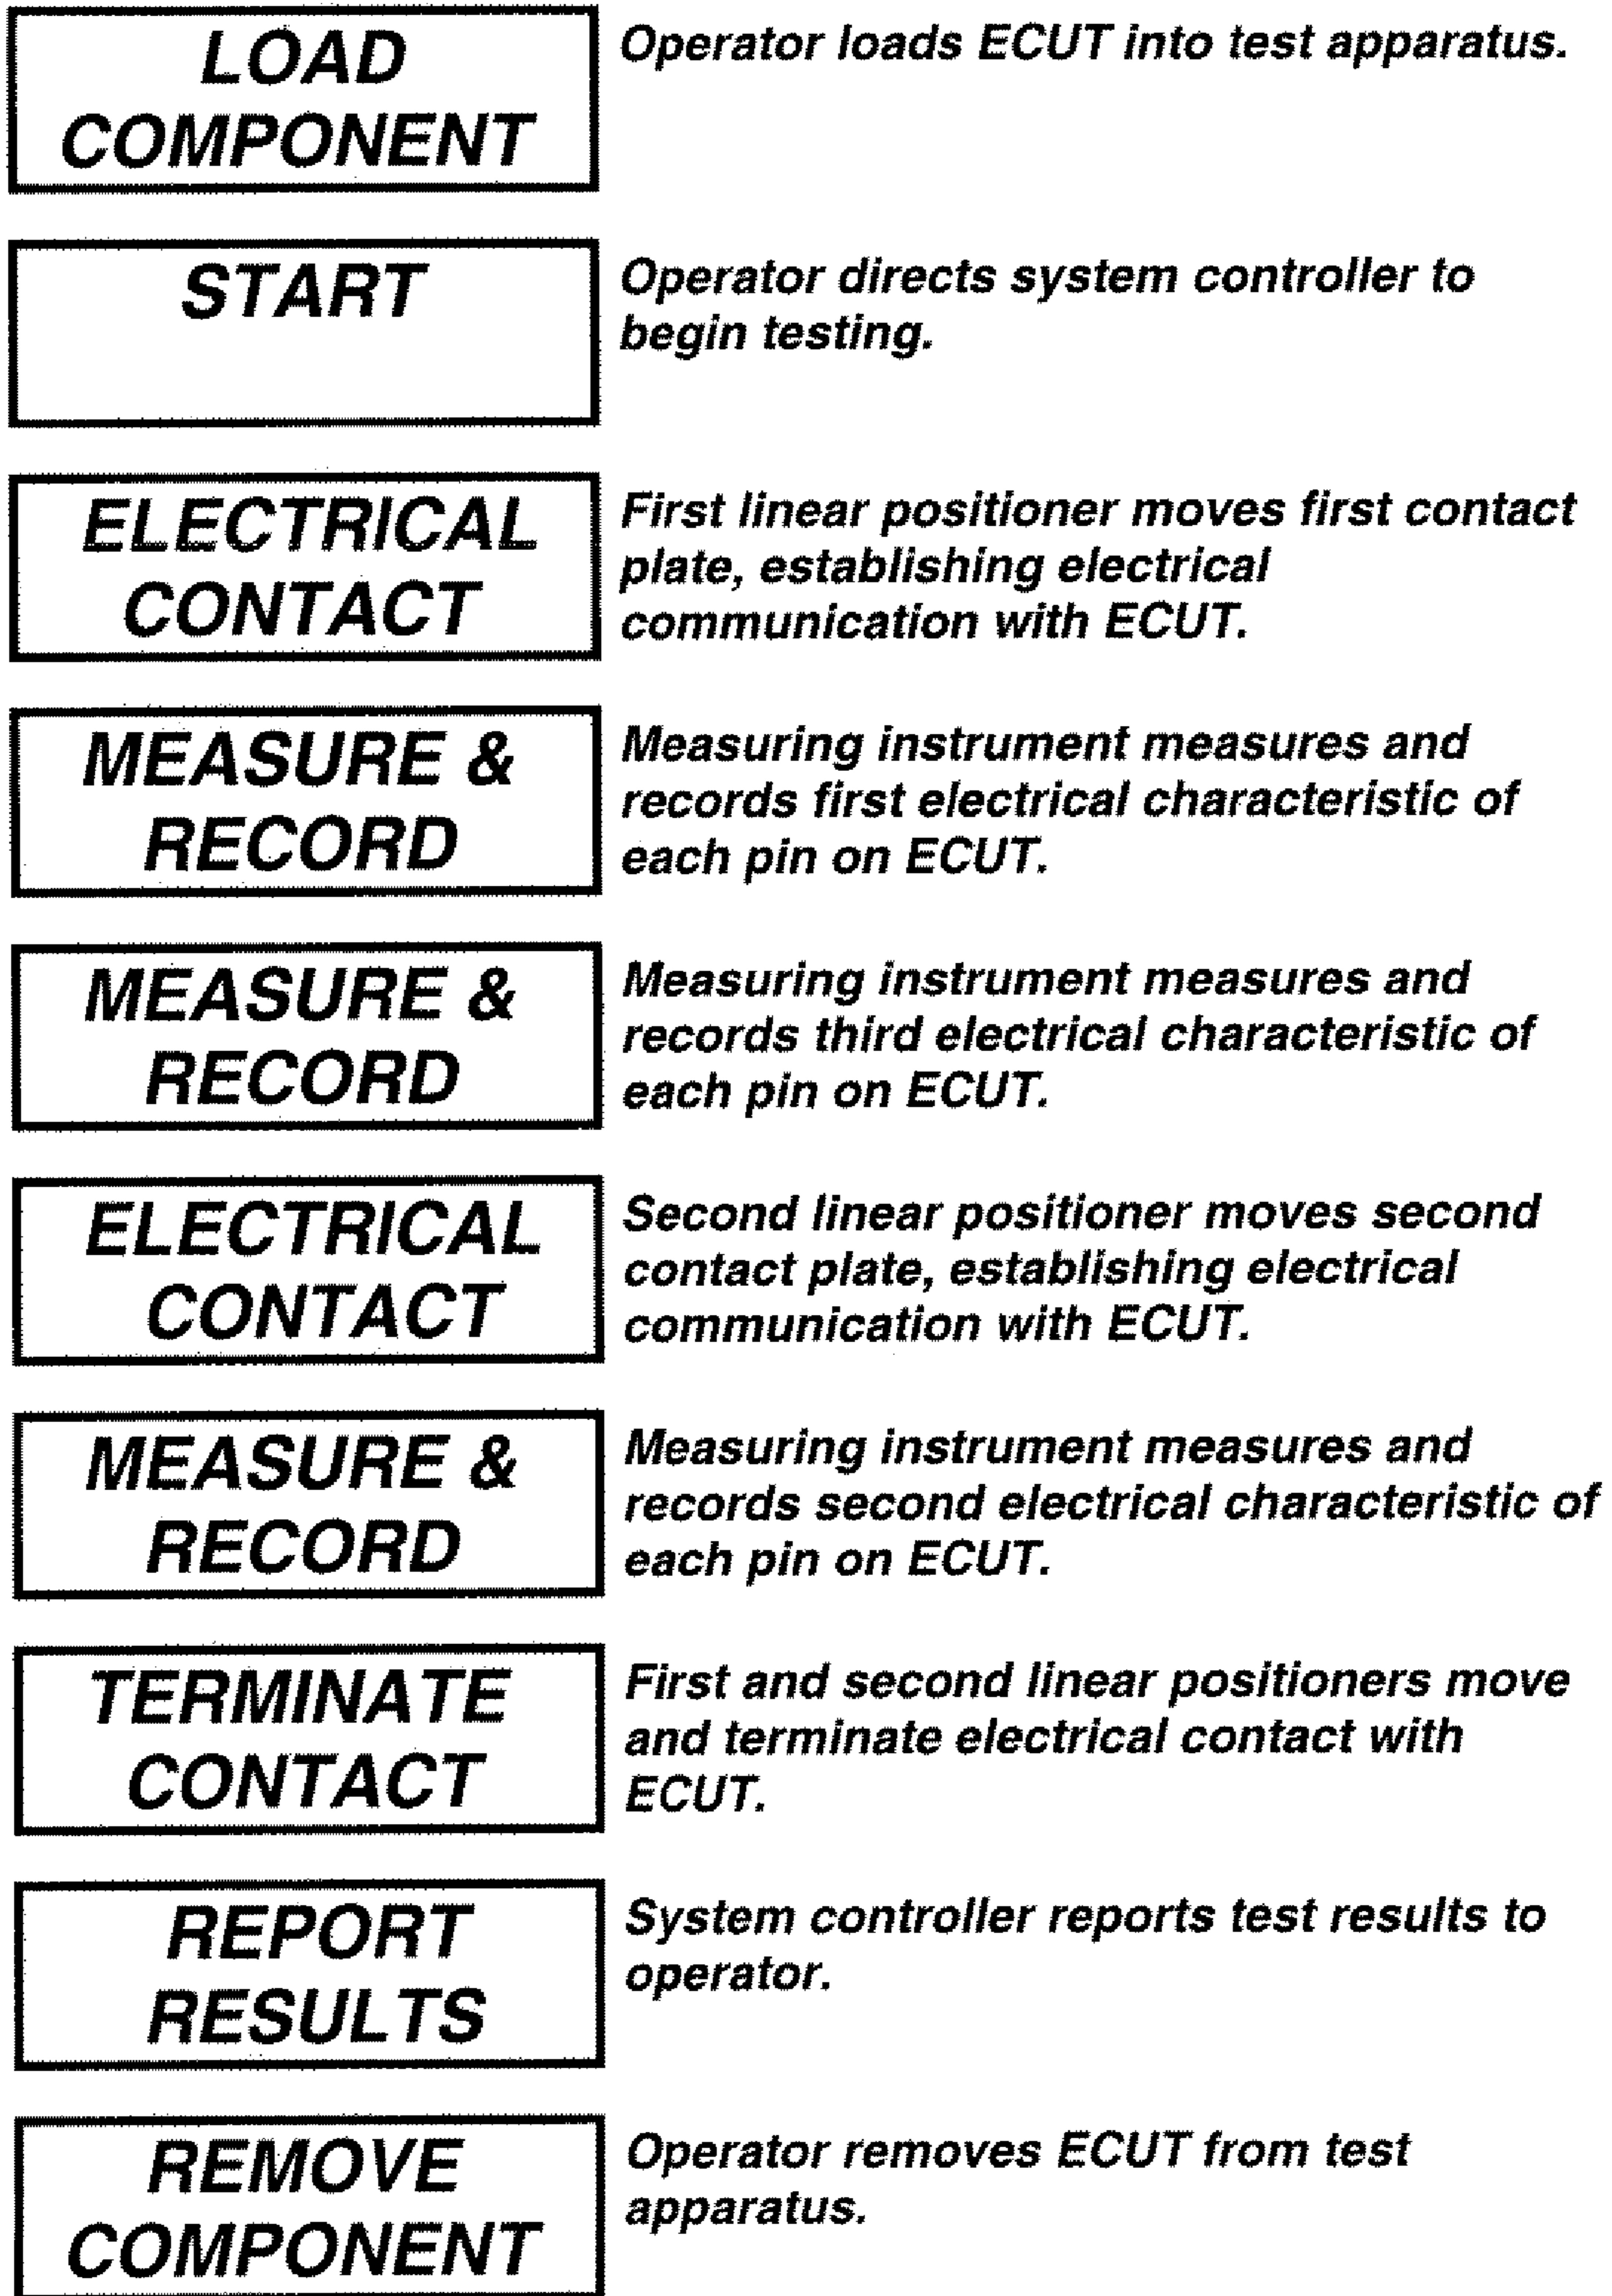 LOAD
COMPONENT
Operator loads ECUT into test apparatus.
START
Operator directs system controller to
begin testing.
ELECTRICAL
CONTACT
First linear positioner moves first contact
plate, establishing electrical
communication with ECUT.
MEASURE &
RECORD
Measuring instrument measures and
records first electrical characteristic of
each pin on ECUT.
MEASURE &
RECORD
Measuring instrument measures and
records third electrical characteristic of
each pin on ECUT.
ELECTRICAL
CONTACT
Second linear positioner moves second
contact plate, establishing electrical
communication with ECUT.
MEASURE &
RECORD
Measuring instrument measures and
records second electrical characteristic of
each pin on ECUT.
TERMINATE
CONTACT
First and second linear positioners move
and terminate electrical contact with
ECUT.
REPORT
RESULTS
System controller reports test results to
operator.
REMOVE
COMPONENT
Operator removes ECUT from test
apparatus.